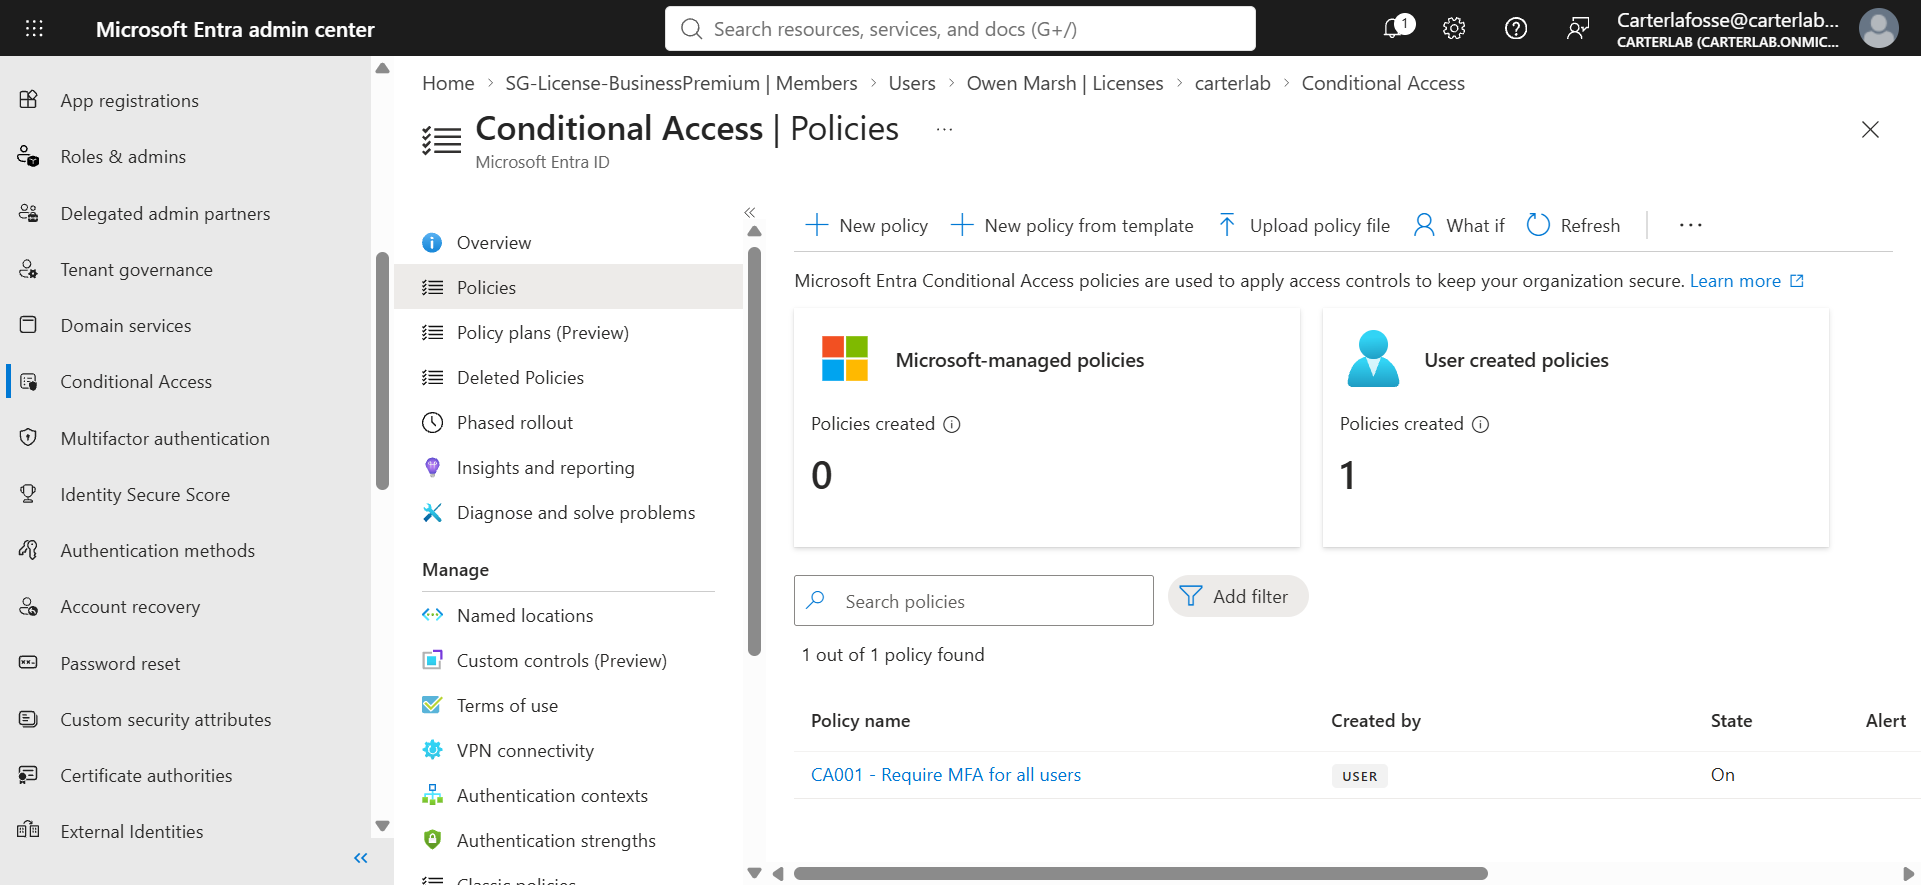 Microsoft Entra admin center
Search resources, services, and docs (G+/)
1
Carterlafosse@carterlab...
CARTERLAB (CARTERLAB.ONMIC...
App registrations
Roles & admins
Delegated admin partners
Tenant governance
Domain services
Conditional Access
Multifactor authentication
Identity Secure Score
Authentication methods
Account recovery
Password reset
Custom security attributes
Certificate authorities
External Identities
Home > SG-License-BusinessPremium | Members > Users > Owen Marsh | Licenses > carterlab > Conditional Access
Conditional Access | Policies ...
Microsoft Entra ID
Overview
Policies
Policy plans (Preview)
Deleted Policies
Phased rollout
Insights and reporting
Diagnose and solve problems
Manage
Named locations
Custom controls (Preview)
Terms of use
VPN connectivity
Authentication contexts
Authentication strengths
Classic policies
New policy
New policy from template
Upload policy file
What if
Refresh
Microsoft Entra Conditional Access policies are used to apply access controls to keep your organization secure. Learn more
Microsoft-managed policies
Policies created
0
User created policies
Policies created
1
Search policies
Add filter
1 out of 1 policy found
Policy name Created by State Alert
CA001 - Require MFA for all users USER On